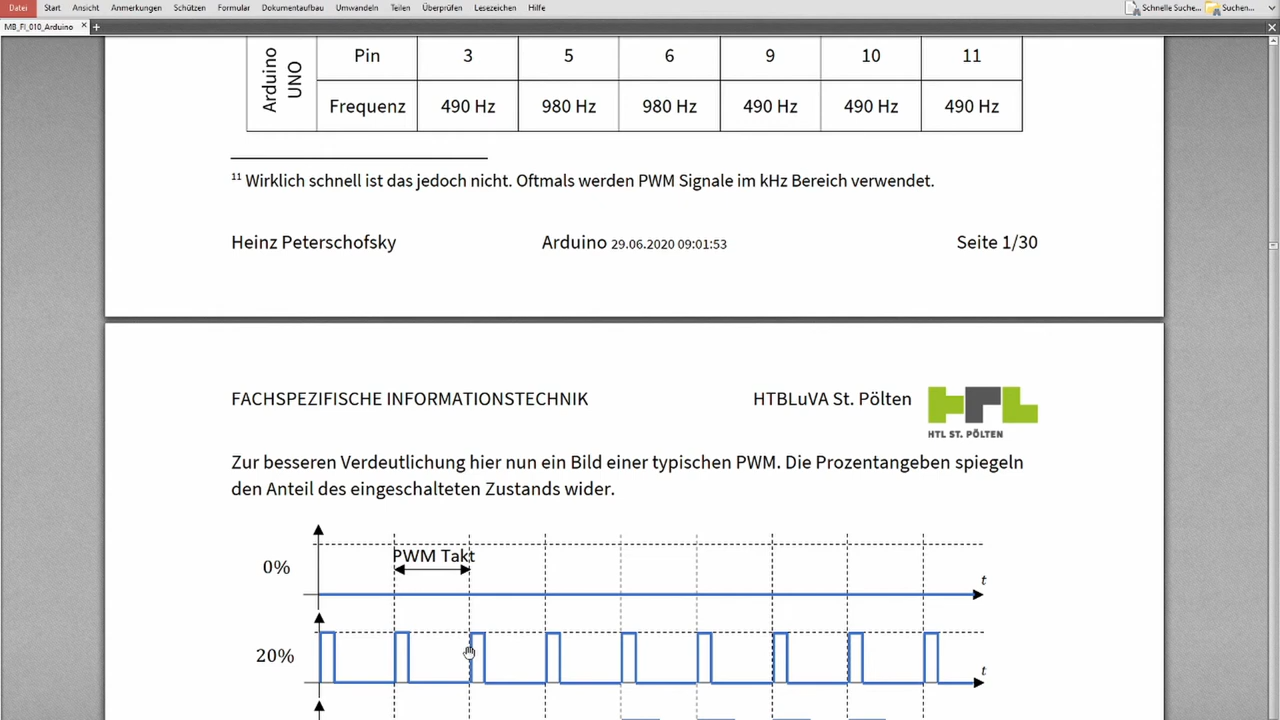 Datei Start Ansicht Anmerkungen Schützen Formular Dokumentaufbau Umwandeln Teilen Überprüfen Lesezeichen Hilfe Schnelle Suche... Suchen...
MB_FI_010_Arduino
Arduino UNO Pin 3 5 6 9 10 11
Frequenz 490 Hz 980 Hz 980 Hz 490 Hz 490 Hz 490 Hz
11 Wirklich schnell ist das jedoch nicht. Oftmals werden PWM Signale im kHz Bereich verwendet.
Heinz Peterschofsky Arduino 29.06.2020 09:01:53 Seite 1/30
FACHSPEZIFISCHE INFORMATIONSTECHNIK HTBLuVA St. Pölten
HTL ST. PÖLTEN
Zur besseren Verdeutlichung hier nun ein Bild einer typischen PWM. Die Prozentangeben spiegeln
den Anteil des eingeschalteten Zustands wider.
PWM Takt
0% t
20% t